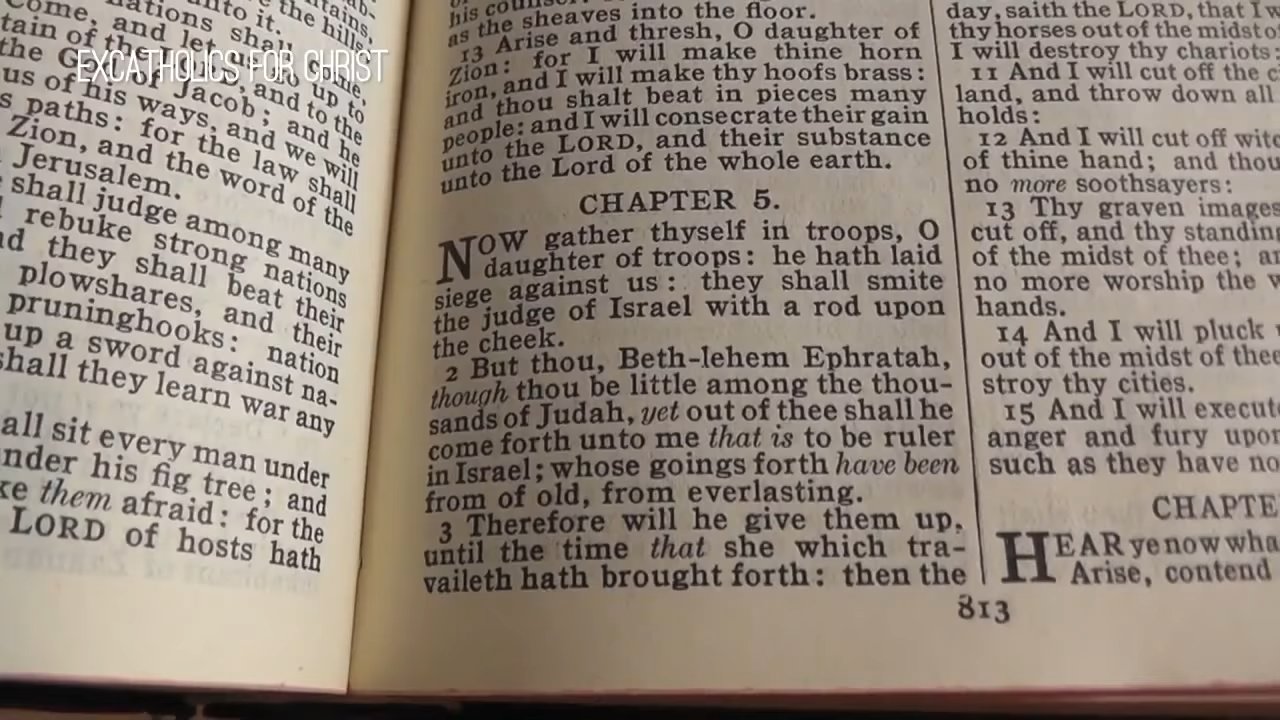 EXCATHOLICS FOR CHRIST
the hills
nations shall come,
Come, and let us go up to
tain of the LORD, and to the
the God of Jacob; and he
us of his ways, and we will
s paths: for the law shall
Zion, and the word of the
Jerusalem.
shall judge among many
rebuke strong nations
they shall beat their
plowshares, and their
pruninghooks: nation
up a sword against na-
shall they learn war any
all sit every man under
nder his fig tree; and
ke them afraid: for the
LORD of hosts hath
as the sheaves into the floor.
13 Arise and thresh, O daughter of
Zion: for I will make thine horn
iron, and I will make thy hoofs brass:
and thou shalt beat in pieces many
people: and I will consecrate their gain
unto the LORD, and their substance
unto the Lord of the whole earth.
CHAPTER 5.
NOW gather thyself in troops, O
daughter of troops: he hath laid
siege against us: they shall smite
the judge of Israel with a rod upon
the cheek.
2 But thou, Beth-lehem Ephratah,
though thou be little among the thou-
sands of Judah, yet out of thee shall he
come forth unto me that is to be ruler
in Israel; whose goings forth have been
from of old, from everlasting.
3 Therefore will he give them up,
until the time that she which tra-
vaileth hath brought forth: then the
day, saith the LORD, that I w
thy horses out of the midst o
I will destroy thy chariots:
11 And I will cut off the c
land, and throw down all
holds:
12 And I will cut off witc
of thine hand; and thou
no more soothsayers:
13 Thy graven images
cut off, and thy standin
of the midst of thee; an
no more worship the w
hands.
14 And I will pluck
out of the midst of thee
stroy thy cities.
15 And I will execut
anger and fury upon
such as they have no
CHAPTE
HEAR ye now wha
Arise, contend
813